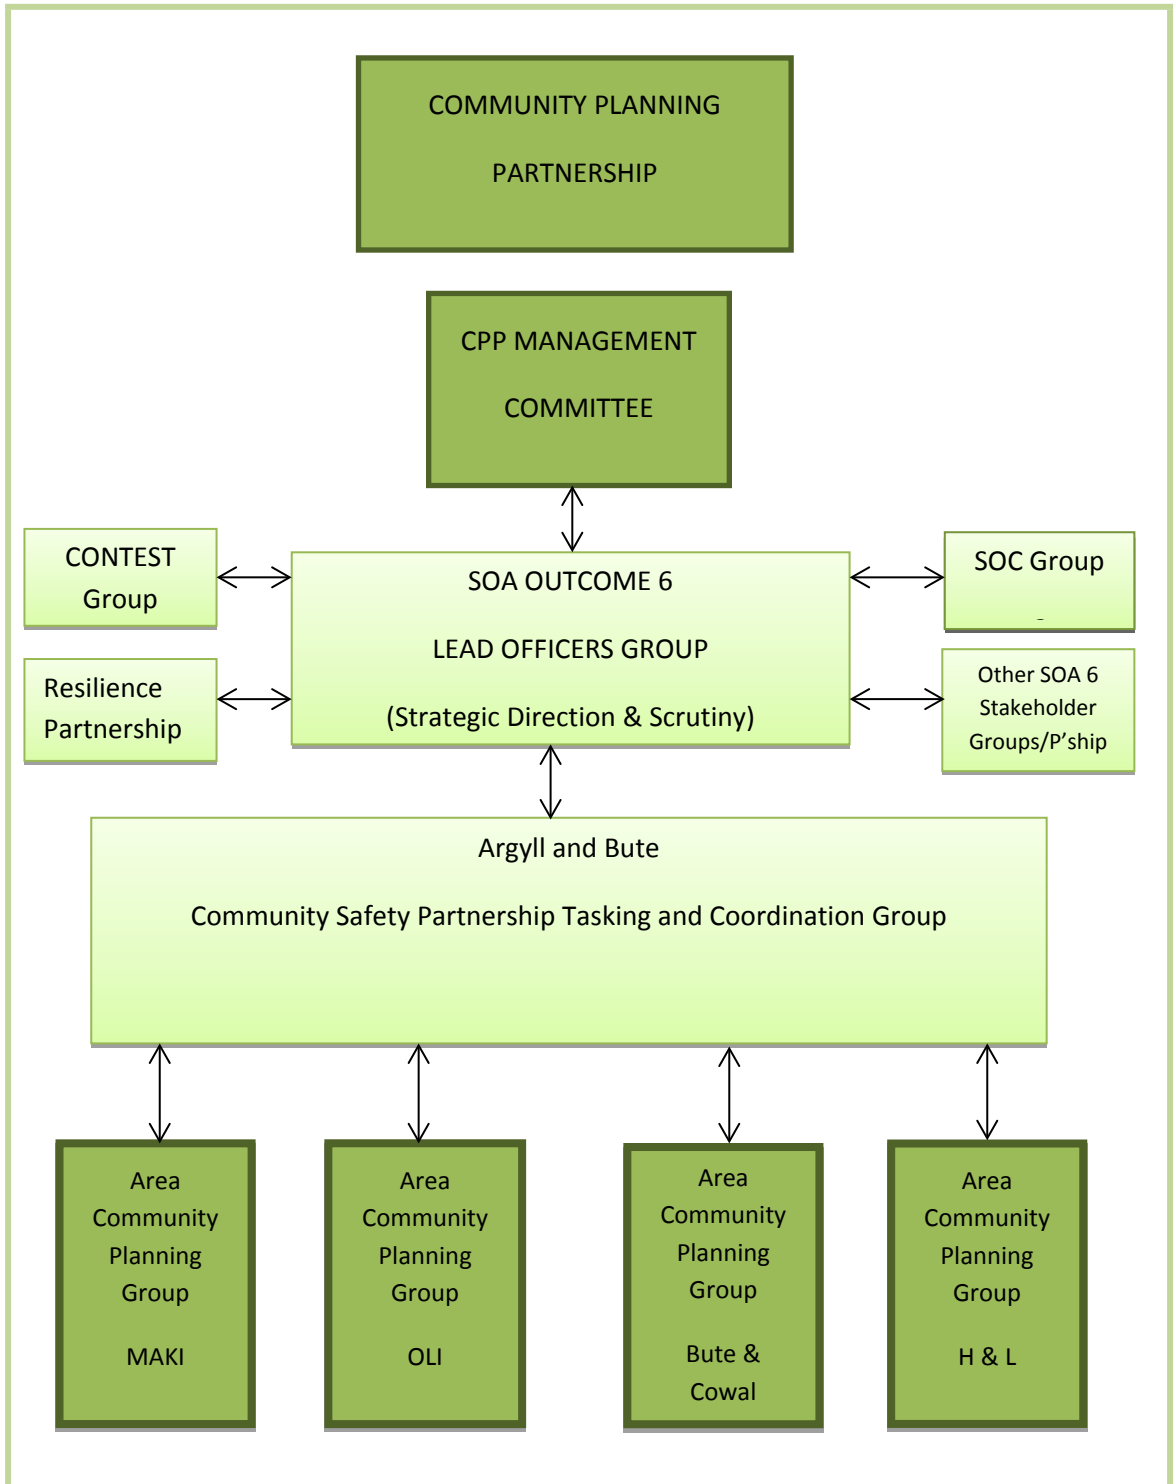 COMMUNITY PLANNING
PARTNERSHIP
CPP MANAGEMENT
COMMITTEE
CONTEST
Group
SOA OUTCOME 6
LEAD OFFICERS GROUP
(Strategic Direction & Scrutiny)
SOC Group
Resilience
Partnership
Other SOA 6
Stakeholder
Groups/P’ship
Argyll and Bute
Community Safety Partnership Tasking and Coordination Group
Area
Community
Planning
Group
MAKI
Area
Community
Planning
Group
OLI
Area
Community
Planning
Group
Bute &
Cowal
Area
Community
Planning
Group
H & L